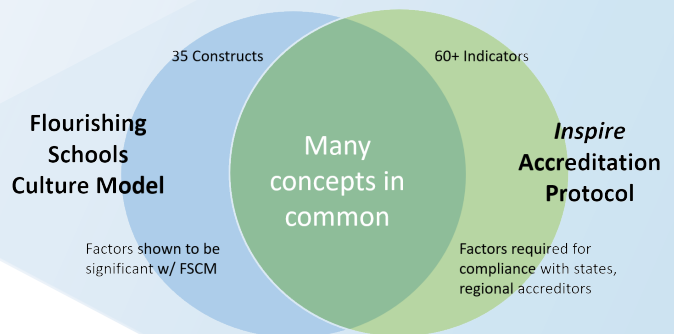 35 Constructs
60+ Indicators
Flourishing
Schools
Culture Model
Many
concepts in
common
Inspire
Accreditation
Protocol
Factors shown to be
significant w/ FSCM
Factors required for
compliance with states,
regional accreditors